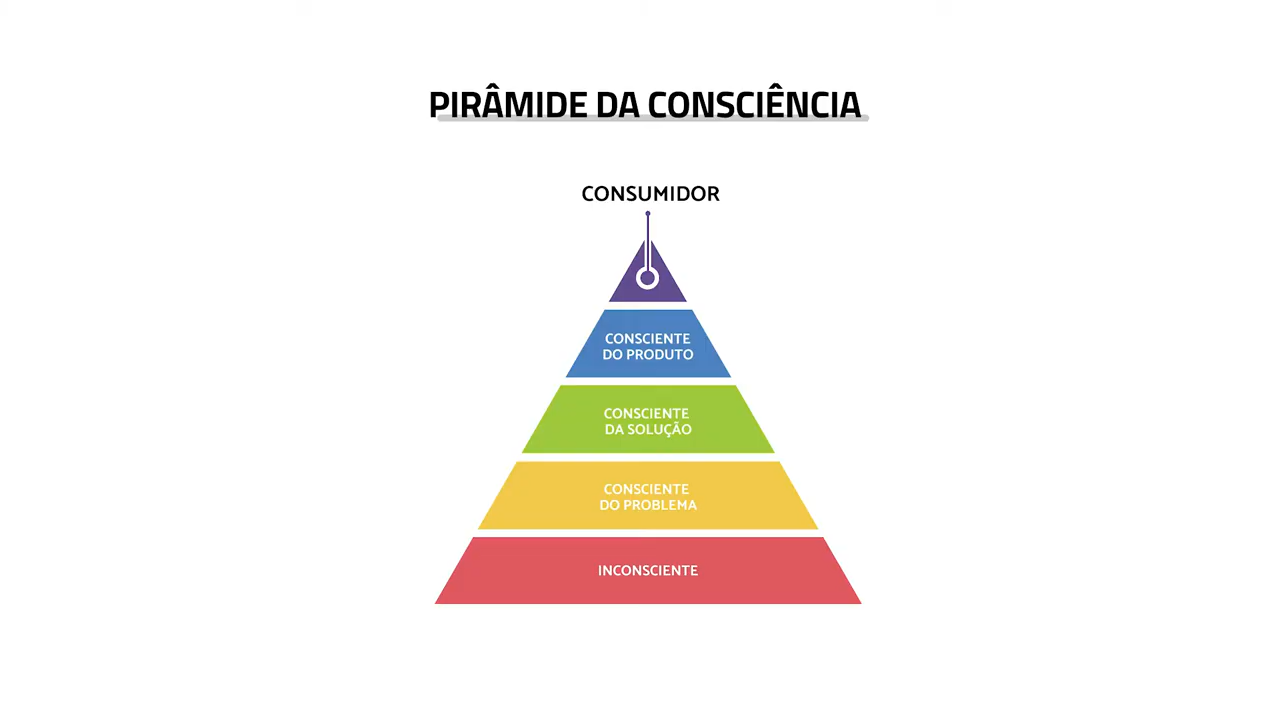 PIRÂMIDE DA CONSCIÊNCIA
CONSUMIDOR
CONSCIENTE
DO PRODUTO
CONSCIENTE
DA SOLUÇÃO
CONSCIENTE
DO PROBLEMA
INCONSCIENTE